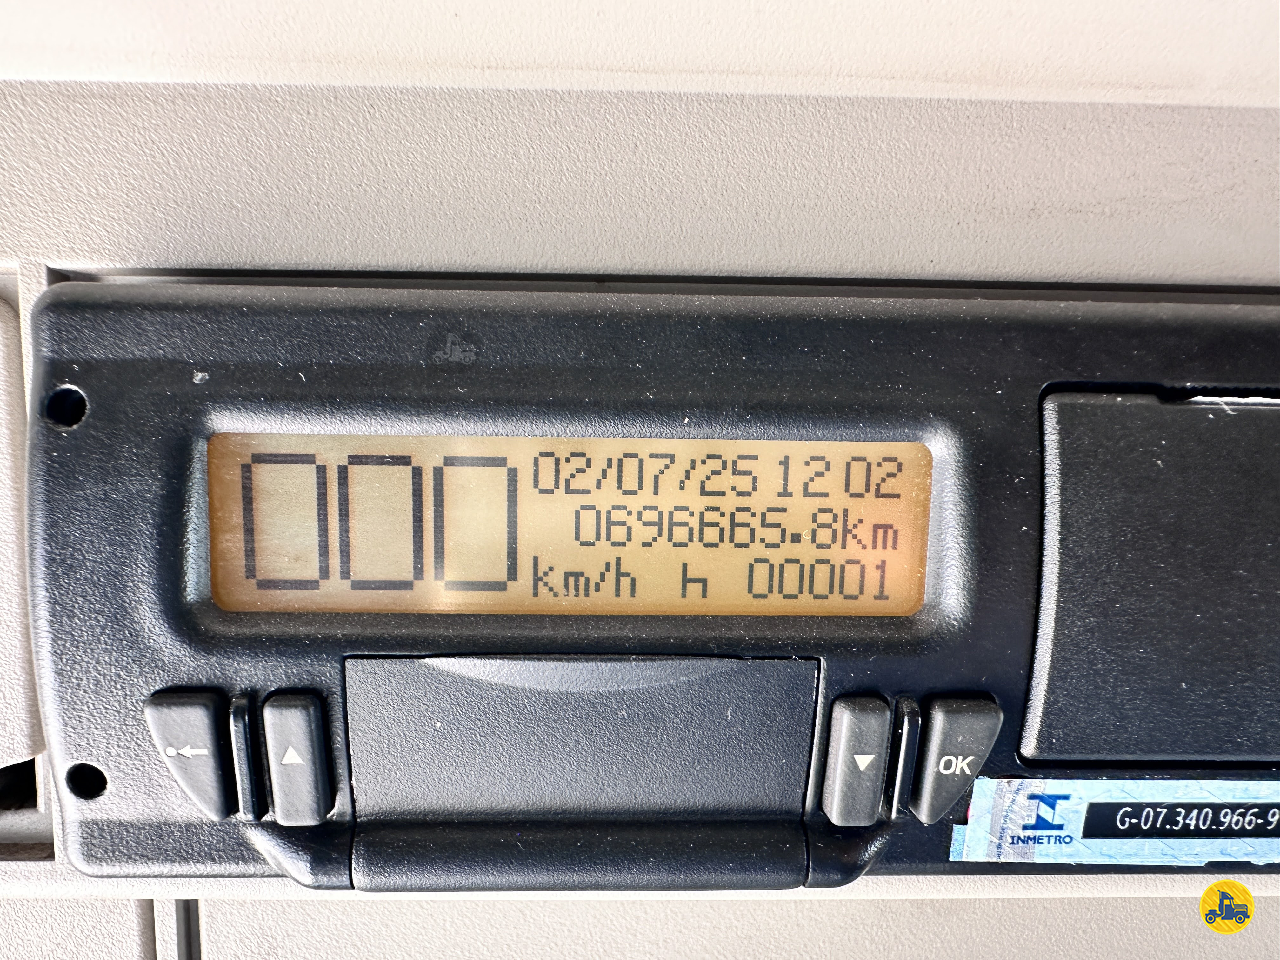 000 02/07/25 12 02
0696665.8km
km/h h 00001
OK
INMETRO
G-07.340.966-9